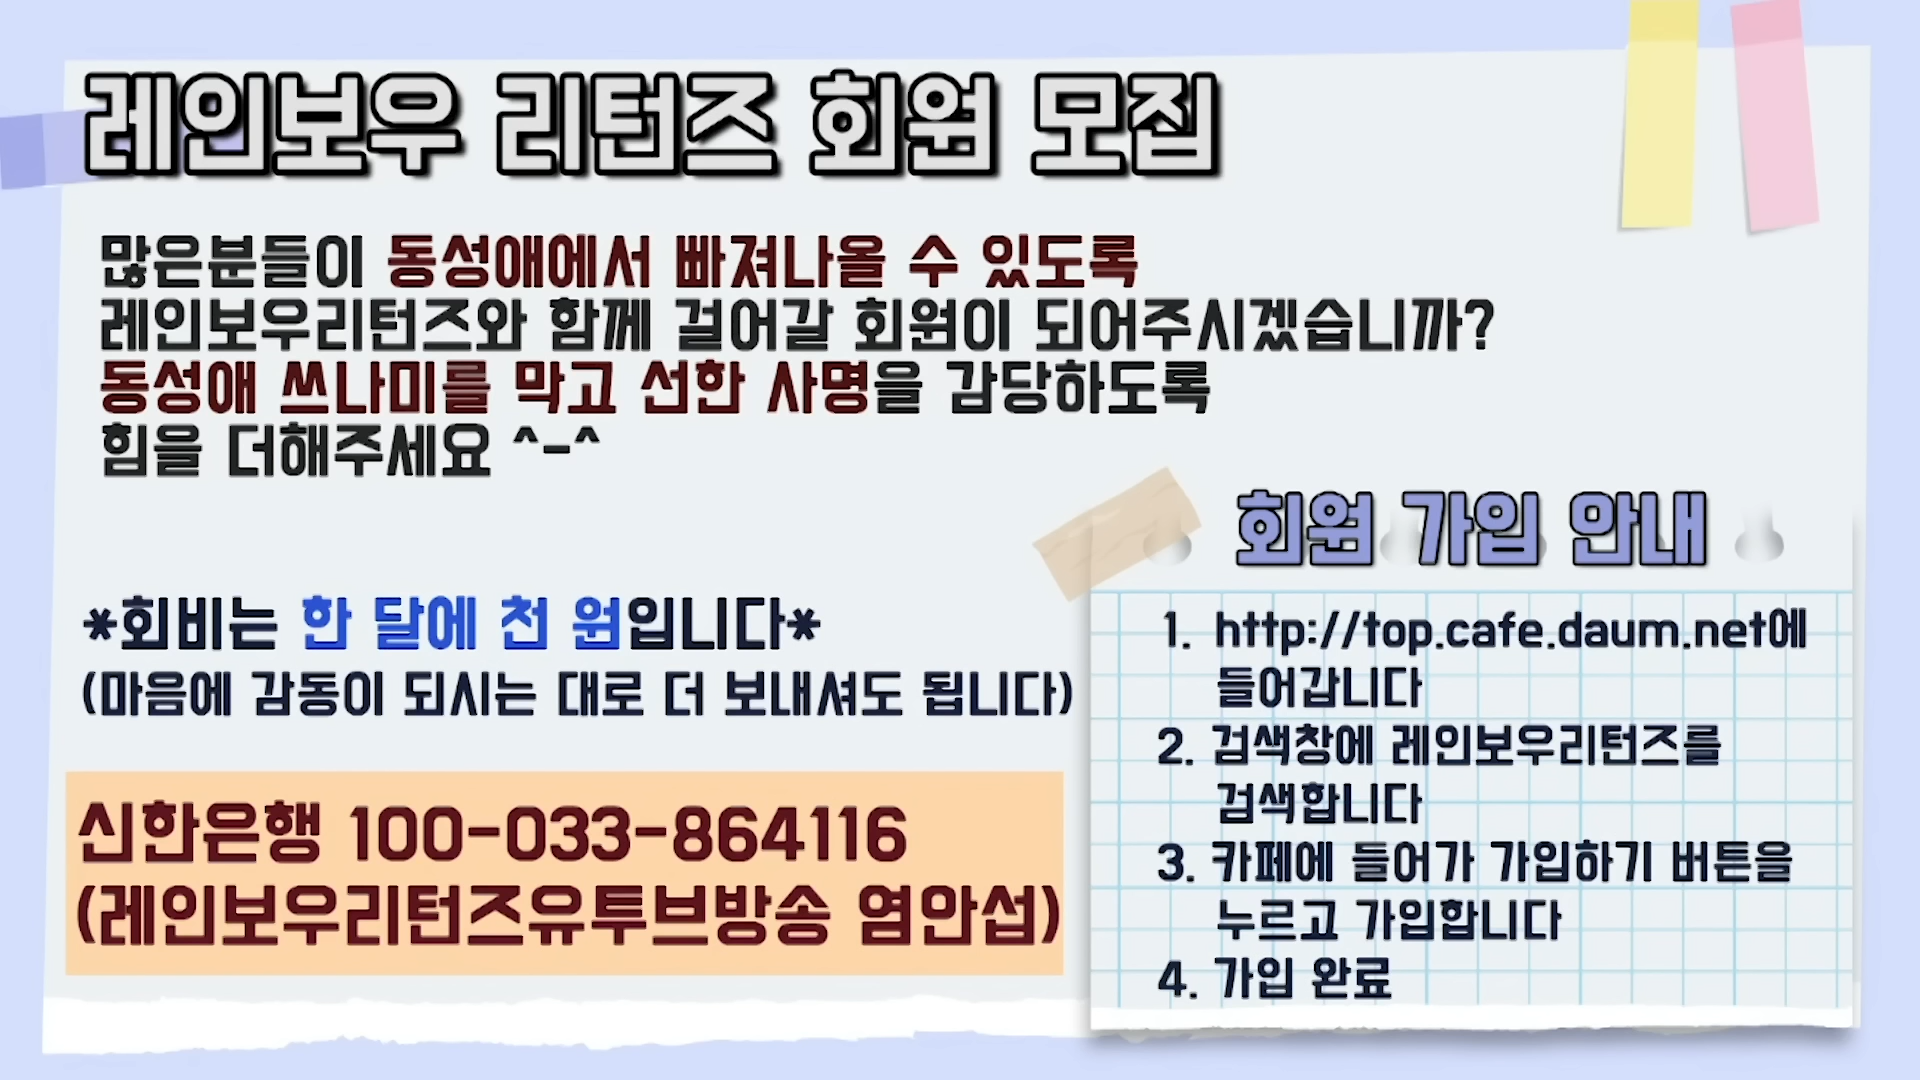 레인보우 리턴즈 회원 모집
많은분들이 동성애에서 빠져나올 수 있도록
레인보우리턴즈와 함께 걸어갈 회원이 되어주시겠습니까?
동성애 쓰나미를 막고 선한 사명을 감당하도록
힘을 더해주세요 ^-^
*회비는 한 달에 천 원입니다*
(마음에 감동이 되시는 대로 더 보내셔도 됩니다)
신한은행 100-033-864116
(레인보우리턴즈유투브방송 염안섭)
회원 가입 안내
1. http://top.cafe.daum.net에
들어갑니다
2. 검색창에 레인보우리턴즈를
검색합니다
3. 카페에 들어가 가입하기 버튼을
누르고 가입합니다
4. 가입 완료